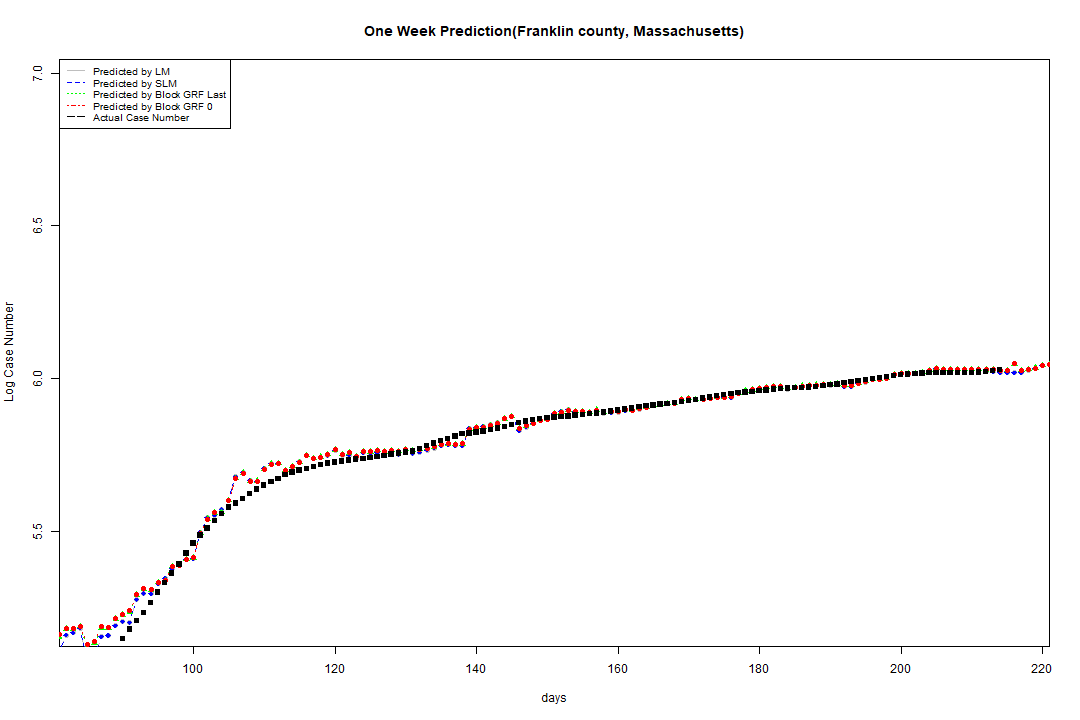 One Week Prediction(Franklin county, Massachusetts)
Predicted by LM
Predicted by SLM
Predicted by Block GRF Last
Predicted by Block GRF 0
Actual Case Number
7.0
6.5
6.0
5.5
Log Case Number
100 120 140 160 180 200 220
days